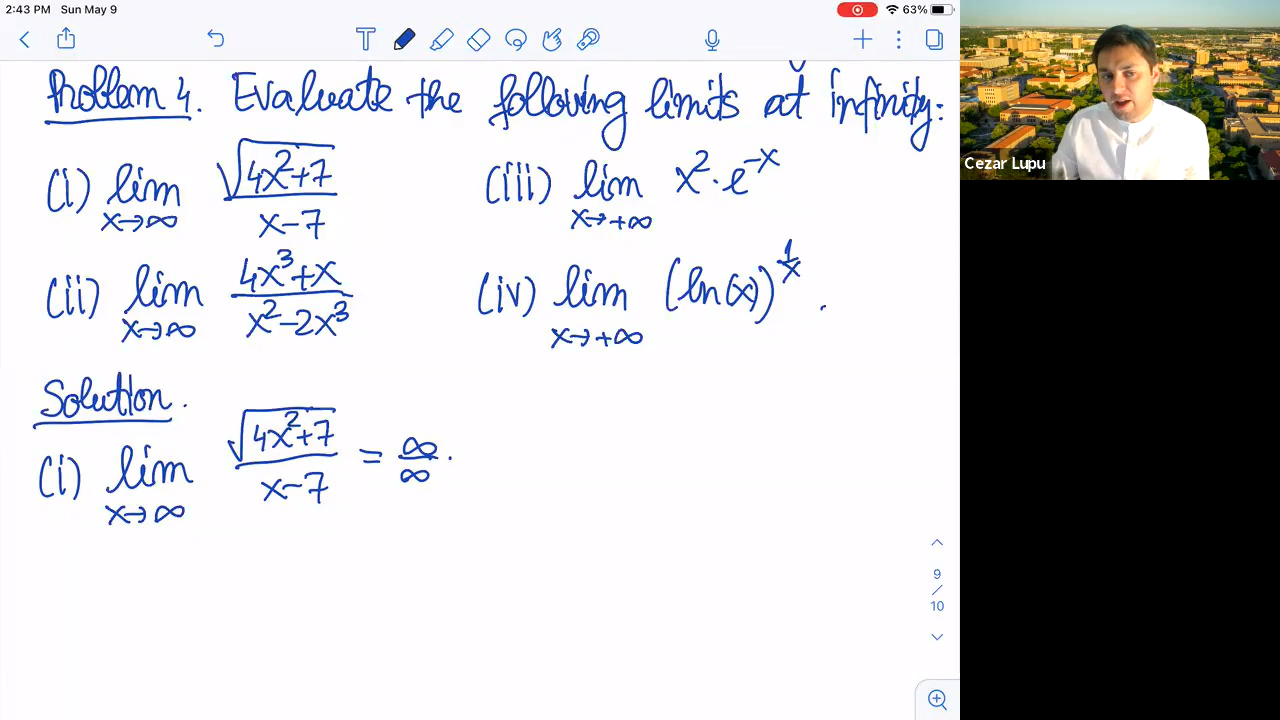 2:43 PM Sun May 9
63%
Problem 4. Evaluate the following limits at infinity:
(i) lim x→∞ √(4x²+7) / (x-7)
(iii) lim x→+∞ x² · e^(-x)
(ii) lim x→∞ (4x³+x) / (x²-2x³)
(iv) lim x→+∞ (ln(x))^(1/x) .
Solution.
(i) lim x→∞ √(4x²+7) / (x-7) = ∞/∞ .
9
/
10
Cezar Lupu